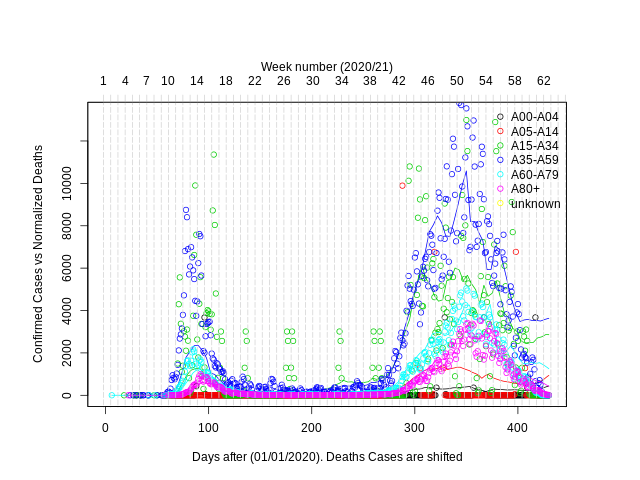 Week number (2020/21)
1 4 7 10 14 18 22 26 30 34 38 42 46 50 54 58 62
Confirmed Cases vs Normalized Deaths
10000
8000
6000
4000
2000
0
A00-A04
A05-A14
A15-A34
A35-A59
A60-A79
A80+
unknown
0 100 200 300 400
Days after (01/01/2020). Deaths Cases are shifted